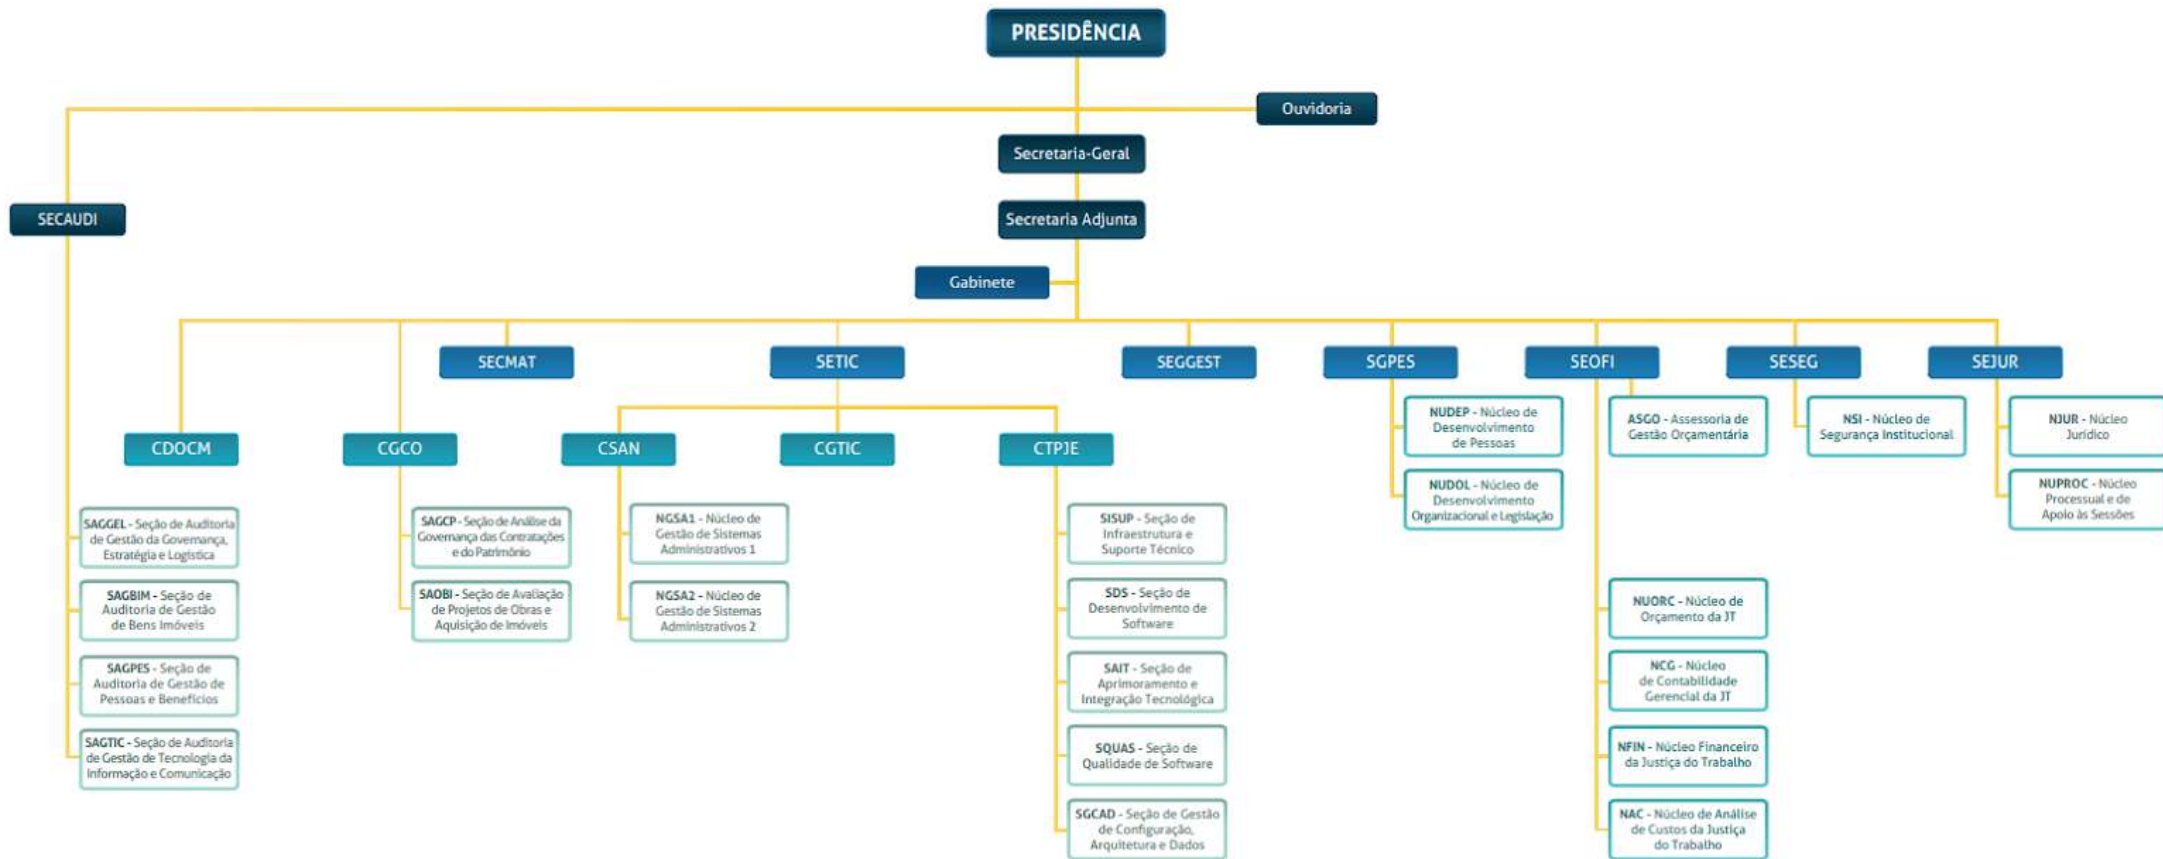 PRESIDÊNCIA
Ouvidoria
Secretaria-Geral
SECAUDI
Secretaria Adjunta
Gabinete
SECMAT
SETIC
SEGGEST
SGPES
SEOFI
SESEG
SEJUR
CDOCM
CGCO
CSAN
CGTIC
CTPJE
NUDEP - Núcleo de
Desenvolvimento
de Pessoas
NUDOL - Núcleo de
Desenvolvimento
Organizacional e Legislação
ASGO - Assessoria de
Gestão Orçamentária
NSI - Núcleo de
Segurança Institucional
NJUR - Núcleo
Jurídico
NUPROC - Núcleo
Processual e de
Apoio às Sessões
SAGGEL - Seção de Auditoria
de Gestão da Governança,
Estratégia e Logística
SAGBIM - Seção de
Auditoria de Gestão
de Bens Imóveis
SAGPES - Seção de
Auditoria de Gestão de
Pessoas e Benefícios
SAGTIC - Seção de Auditoria
de Gestão de Tecnologia da
Informação e Comunicação
SAGCP - Seção de Análise da
Governança das Contratações
e do Patrimônio
SAOBI - Seção de Avaliação
de Projetos de Obras e
Aquisição de Imóveis
NGSA1 - Núcleo de
Gestão de Sistemas
Administrativos 1
NGSA2 - Núcleo de
Gestão de Sistemas
Administrativos 2
SISUP - Seção de
Infraestrutura e
Suporte Técnico
SDS - Seção de
Desenvolvimento de
Software
SAIT - Seção de
Aprimoramento e
Integração Tecnológica
SQUAS - Seção de
Qualidade de Software
SGCAD - Seção de Gestão
de Configuração,
Arquitetura e Dados
NUORC - Núcleo de
Orçamento da JT
NCG - Núcleo
de Contabilidade
Gerencial da JT
NFIN - Núcleo Financeiro
da Justiça do Trabalho
NAC - Núcleo de Análise
de Custos da Justiça
do Trabalho